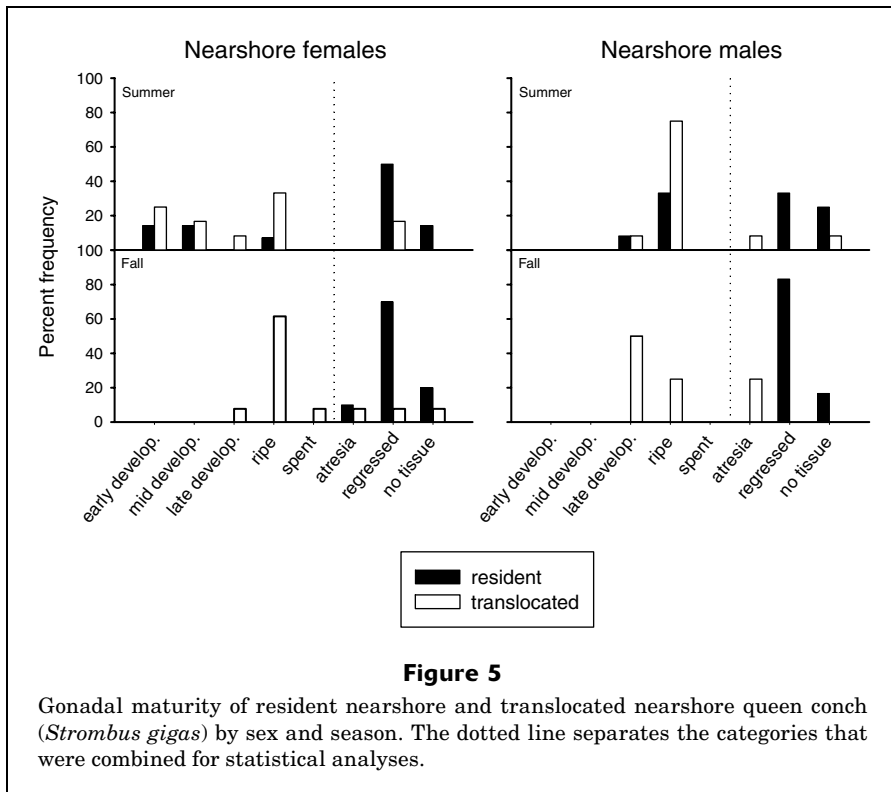 Nearshore females
Nearshore males
100
80
60
40
20
Summer
Summer
Percent frequency
100
80
60
40
20
0
Fall
Fall
early develop.
mid develop.
late develop.
ripe
spent
atresia
regressed
no tissue
early develop.
mid develop.
late develop.
ripe
spent
atresia
regressed
no tissue
resident
translocated
Figure 5
Gonadal maturity of resident nearshore and translocated nearshore queen conch
(Strombus gigas) by sex and season. The dotted line separates the categories that
were combined for statistical analyses.